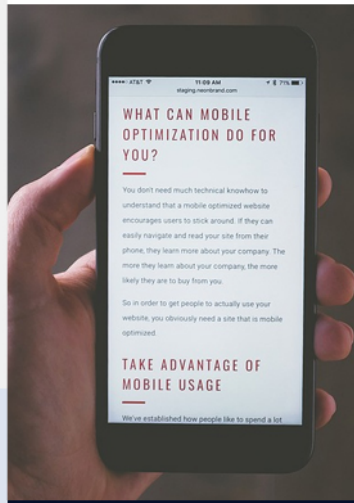 AT&T 11:09 AM 71%
staging.neonbrand.com
WHAT CAN MOBILE
OPTIMIZATION DO FOR
YOU?
You don't need much technical knowhow to
understand that a mobile optimized website
encourages users to stick around. If they can
easily navigate and read your site from their
phone, they learn more about your company. The
more they learn about your company, the more
likely they are to buy from you.
So in order to get people to actually use your
website, you obviously need a site that is mobile
optimized.
TAKE ADVANTAGE OF
MOBILE USAGE
We've established how people like to spend a lot